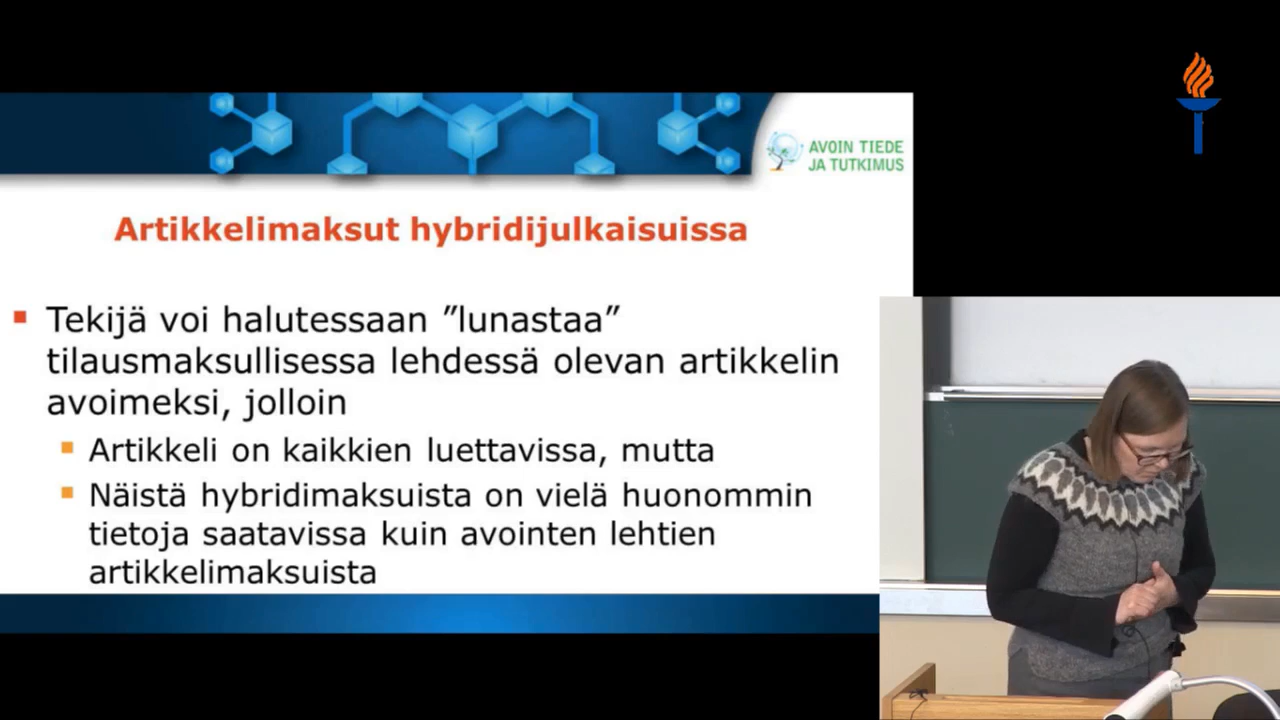 AVOIN TIEDE
JA TUTKIMUS
Artikkelimaksut hybridijulkaisuissa
Tekijä voi halutessaan ”lunastaa”
tilausmaksullisessa lehdessä olevan artikkelin
avoimeksi, jolloin
Artikkeli on kaikkien luettavissa, mutta
Näistä hybridimaksuista on vielä huonommin
tietoja saatavissa kuin avointen lehtien
artikkelimaksuista